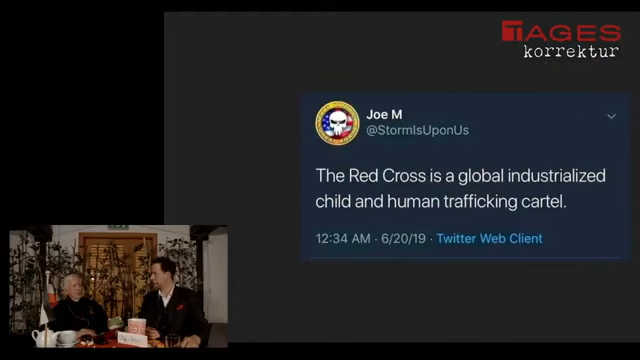 TAGES
korrektur
Joe M
@StormIsUponUs
The Red Cross is a global industrialized
child and human trafficking cartel.
12:34 AM · 6/20/19 · Twitter Web Client